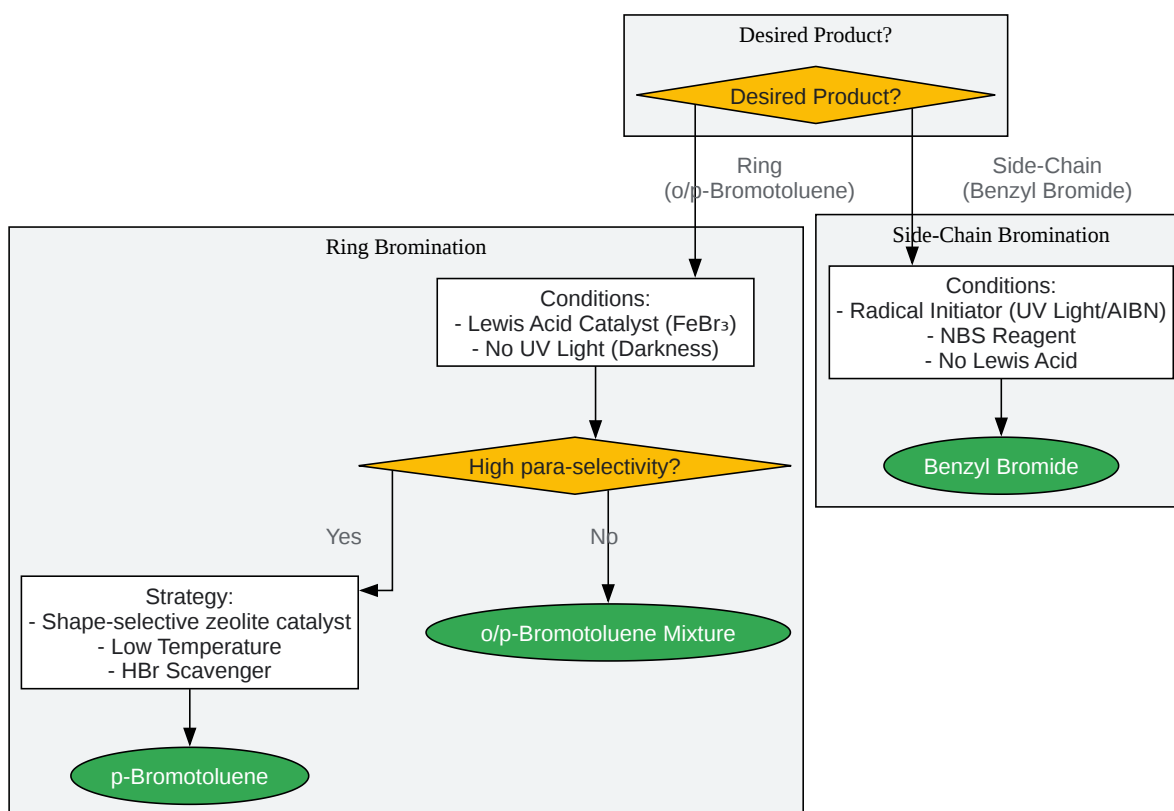 Desired Product?
Desired Product?
Ring
(o/p-Bromotoluene)
Side-Chain
(Benzyl Bromide)
Ring Bromination
Conditions:
- Lewis Acid Catalyst (FeBr₃)
- No UV Light (Darkness)
High para-selectivity?
Yes
No
Strategy:
- Shape-selective zeolite catalyst
- Low Temperature
- HBr Scavenger
o/p-Bromotoluene Mixture
p-Bromotoluene
Side-Chain Bromination
Conditions:
- Radical Initiator (UV Light/AIBN)
- NBS Reagent
- No Lewis Acid
Benzyl Bromide